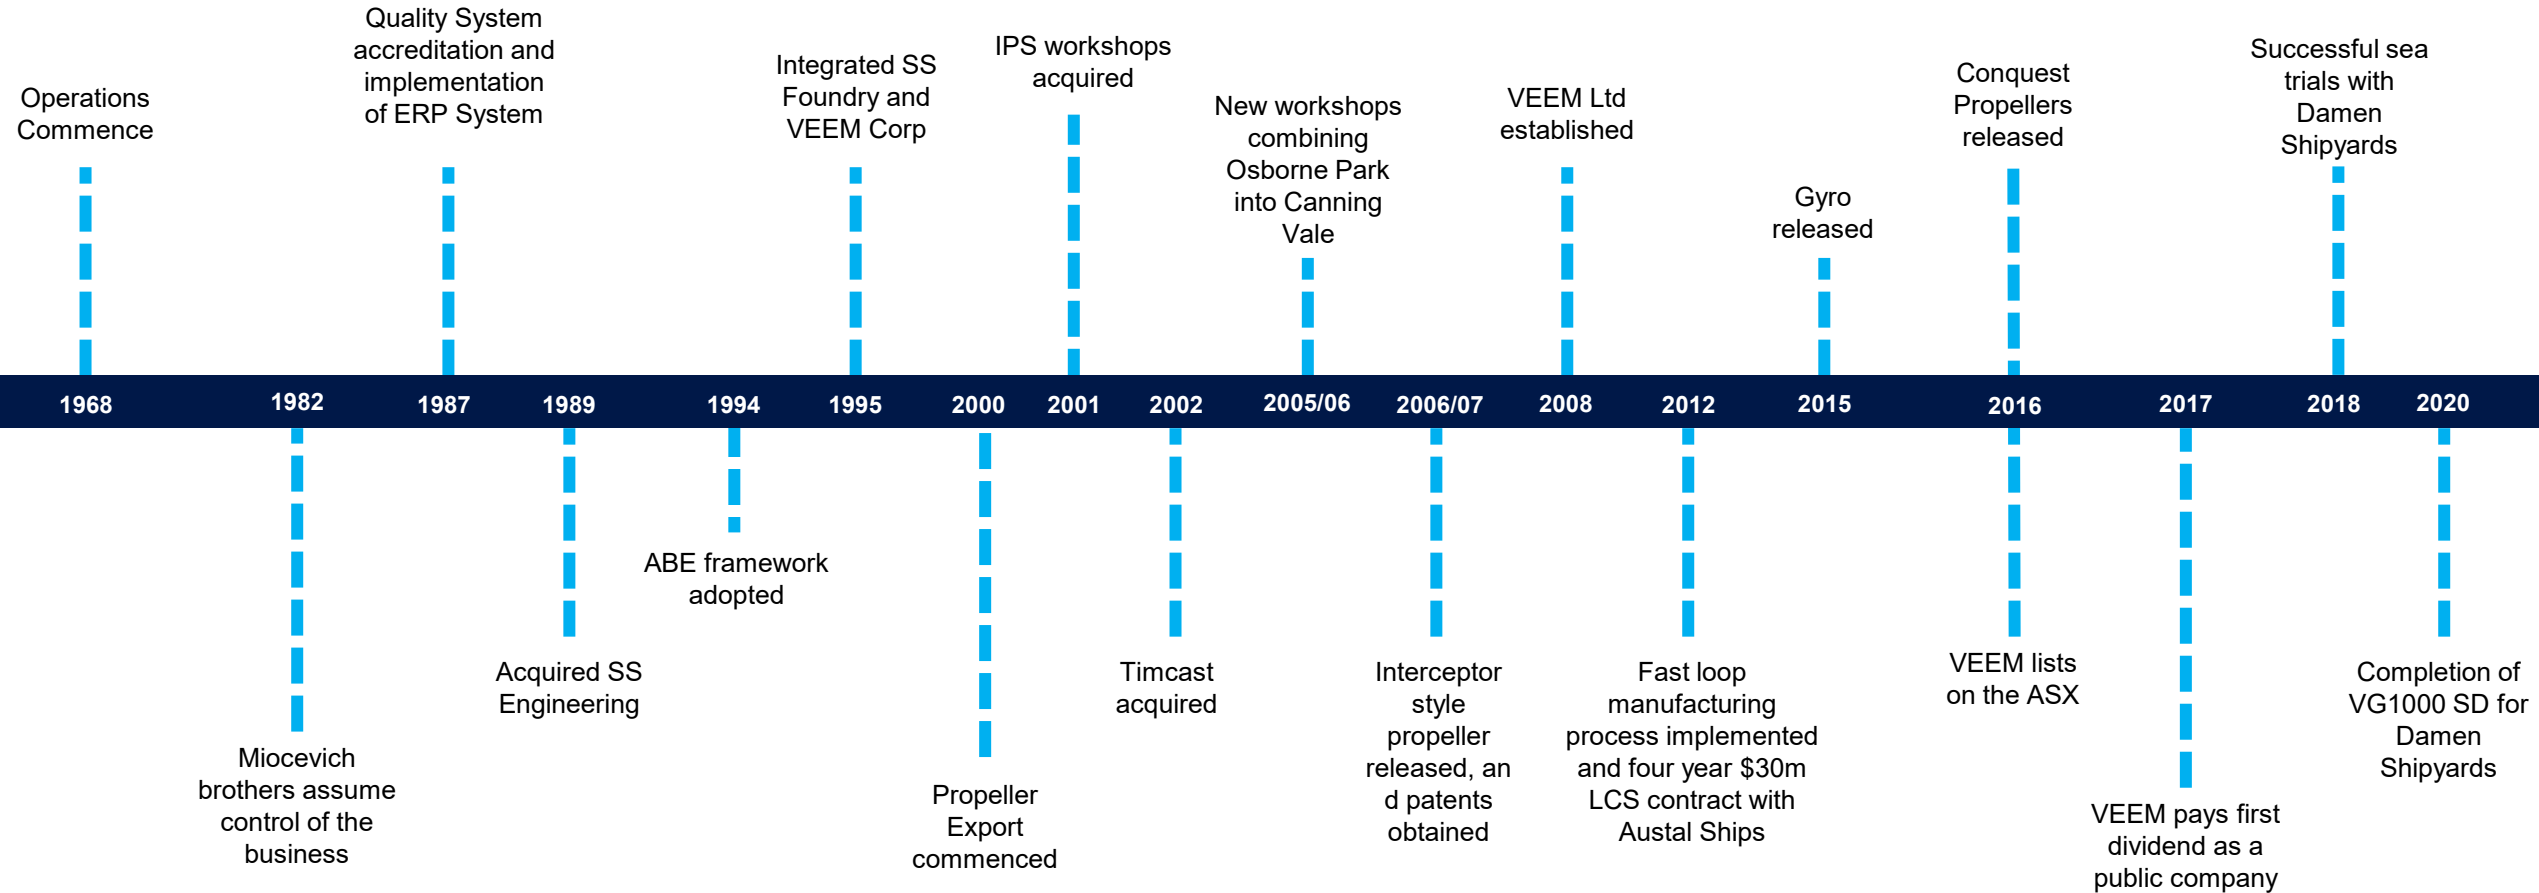 Operations
Commence
Quality System
accreditation and
implementation
of ERP System
Integrated SS
Foundry and
VEEM Corp
IPS workshops
acquired
New workshops
combining
Osborne Park
into Canning
Vale
VEEM Ltd
established
Gyro
released
Conquest
Propellers
released
Successful sea
trials with
Damen
Shipyards
1968 1982 1987 1989 1994 1995 2000 2001 2002 2005/06 2006/07 2008 2012 2015 2016 2017 2018 2020
Miocevich
brothers assume
control of the
business
Acquired SS
Engineering
ABE framework
adopted
Propeller
Export
commenced
Timcast
acquired
Interceptor
style
propeller
released, an
d patents
obtained
Fast loop
manufacturing
process implemented
and four year $30m
LCS contract with
Austal Ships
VEEM lists
on the ASX
VEEM pays first
dividend as a
public company
Completion of
VG1000 SD for
Damen
Shipyards